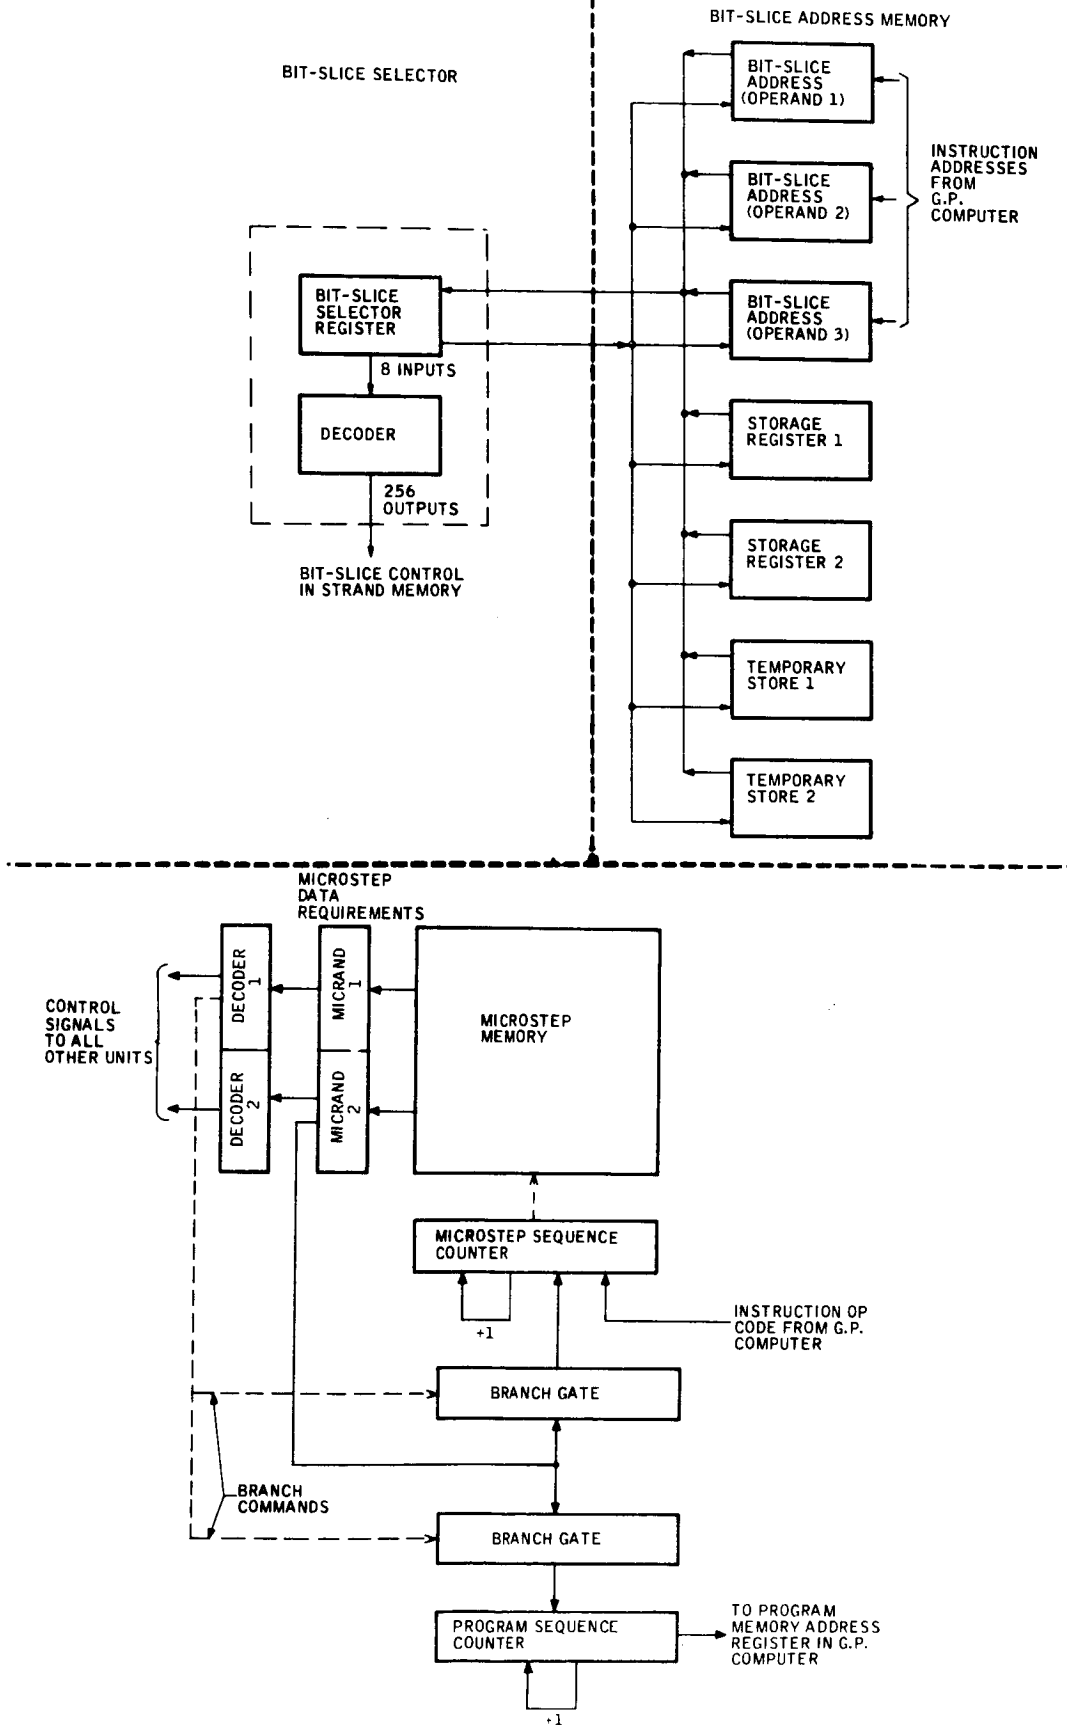 BIT-SLICE ADDRESS MEMORY
BIT-SLICE SELECTOR
BIT-SLICE
ADDRESS
(OPERAND 1)
INSTRUCTION
ADDRESSES
FROM
G.P.
COMPUTER
BIT-SLICE
ADDRESS
(OPERAND 2)
BIT-SLICE
SELECTOR
REGISTER
BIT-SLICE
ADDRESS
(OPERAND 3)
8 INPUTS
DECODER
STORAGE
REGISTER 1
256
OUTPUTS
STORAGE
REGISTER 2
BIT-SLICE CONTROL
IN STRAND MEMORY
TEMPORARY
STORE 1
TEMPORARY
STORE 2
MICROSTEP
DATA
REQUIREMENTS
DECODER
1
MICRAND
1
MICROSTEP
MEMORY
CONTROL
SIGNALS
TO ALL
OTHER UNITS
DECODER
2
MICRAND
2
MICROSTEP SEQUENCE
COUNTER
+1
INSTRUCTION OP
CODE FROM G.P.
COMPUTER
BRANCH GATE
BRANCH
COMMANDS
BRANCH GATE
PROGRAM SEQUENCE
COUNTER
TO PROGRAM
MEMORY ADDRESS
REGISTER IN G.P.
COMPUTER
+1